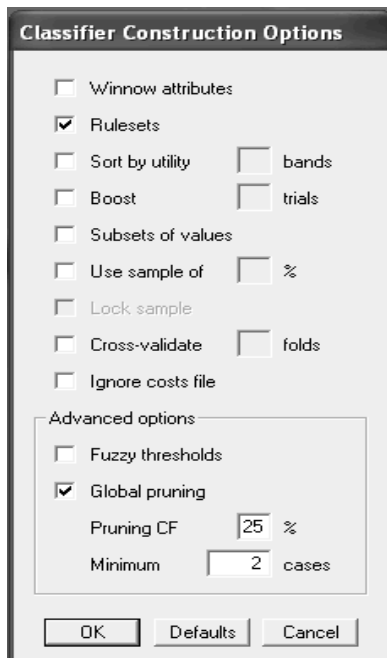 Classifier Construction Options
Winnow attributes
Rulesets
Sort by utility bands
Boost trials
Subsets of values
Use sample of %
Lock sample
Cross-validate folds
Ignore costs file
Advanced options
Fuzzy thresholds
Global pruning
Pruning CF 25 %
Minimum 2 cases
OK Defaults Cancel